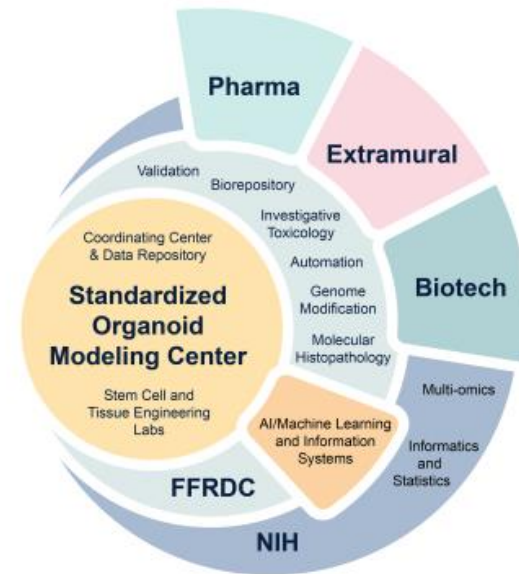 Pharma
Extramural
Biotech
Validation
Biorepository
Investigative
Toxicology
Automation
Genome
Modification
Molecular
Histopathology
Coordinating Center
& Data Repository
Standardized
Organoid
Modeling Center
Stem Cell and
Tissue Engineering
Labs
AI/Machine Learning
and Information
Systems
Multi-omics
Informatics
and
Statistics
FFRDC
NIH